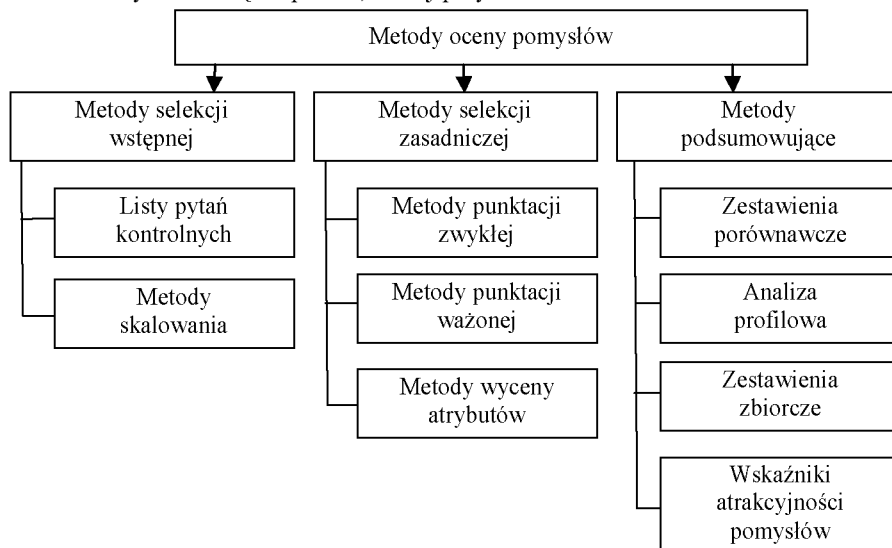 Metody oceny pomysłów
Metody selekcji
wstępnej
Listy pytań
kontrolnych
Metody
skalowania
Metody selekcji
zasadniczej
Metody punktacji
zwykłej
Metody punktacji
ważonej
Metody wyceny
atrybutów
Metody
podsumowujące
Zestawienia
porównawcze
Analiza
profilowa
Zestawienia
zbiorcze
Wskaźniki
atrakcyjności
pomysłów